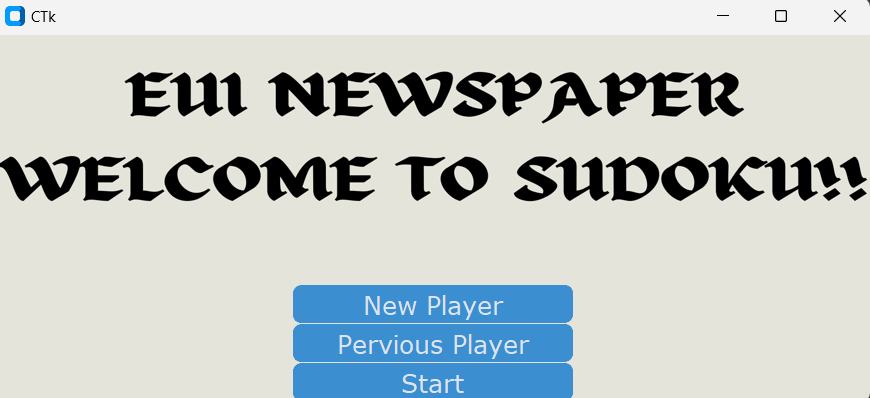 CTk
EUI NEWSPAPER
WELCOME TO SUDOKU!!
New Player
Pervious Player
Start